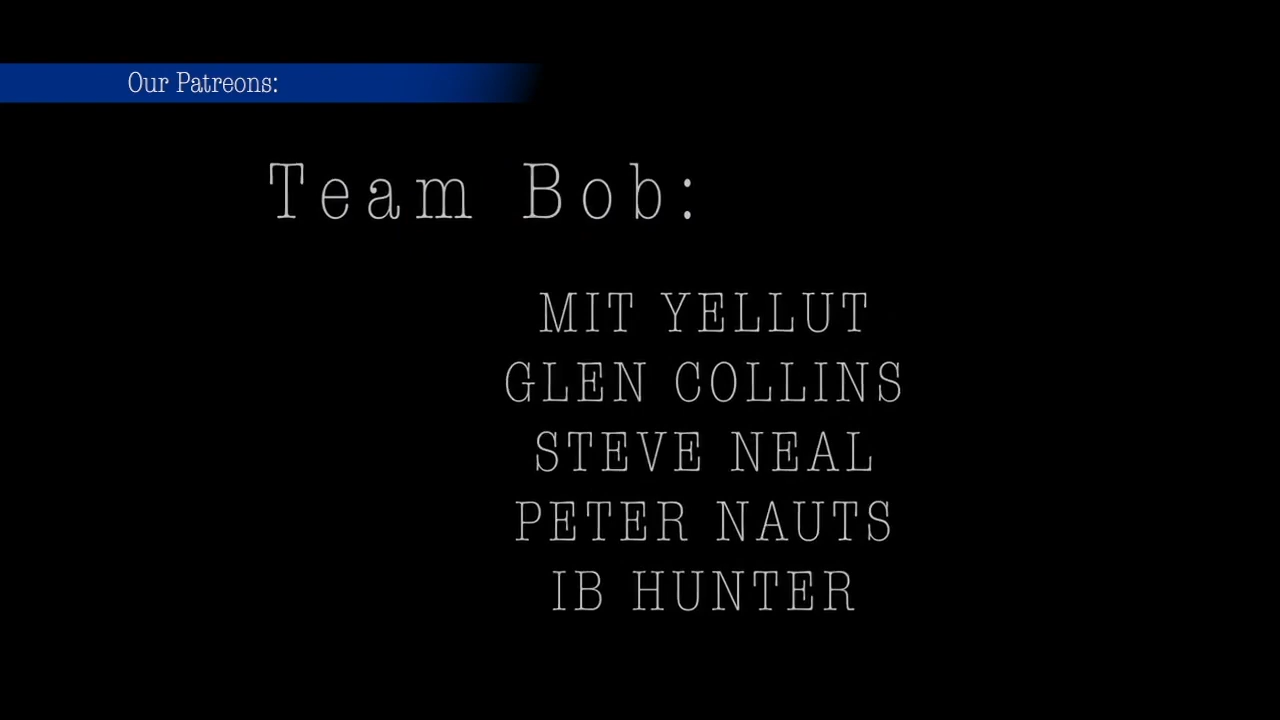 Our Patreons:
Team Bob:
MIT YELLUT
GLEN COLLINS
STEVE NEAL
PETER NAUTS
IB HUNTER